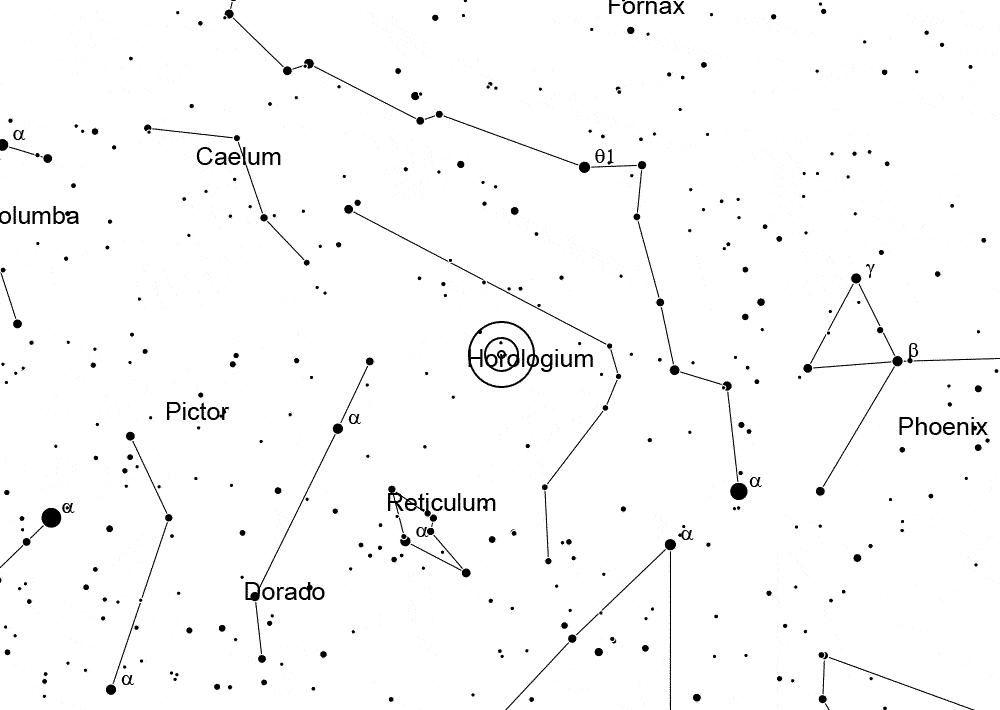 Fornax
α
Caelum
θ1
olumba
γ
β
Horologium
Pictor
α
Phoenix
α
Reticulum
α
α
α
Dorado
α